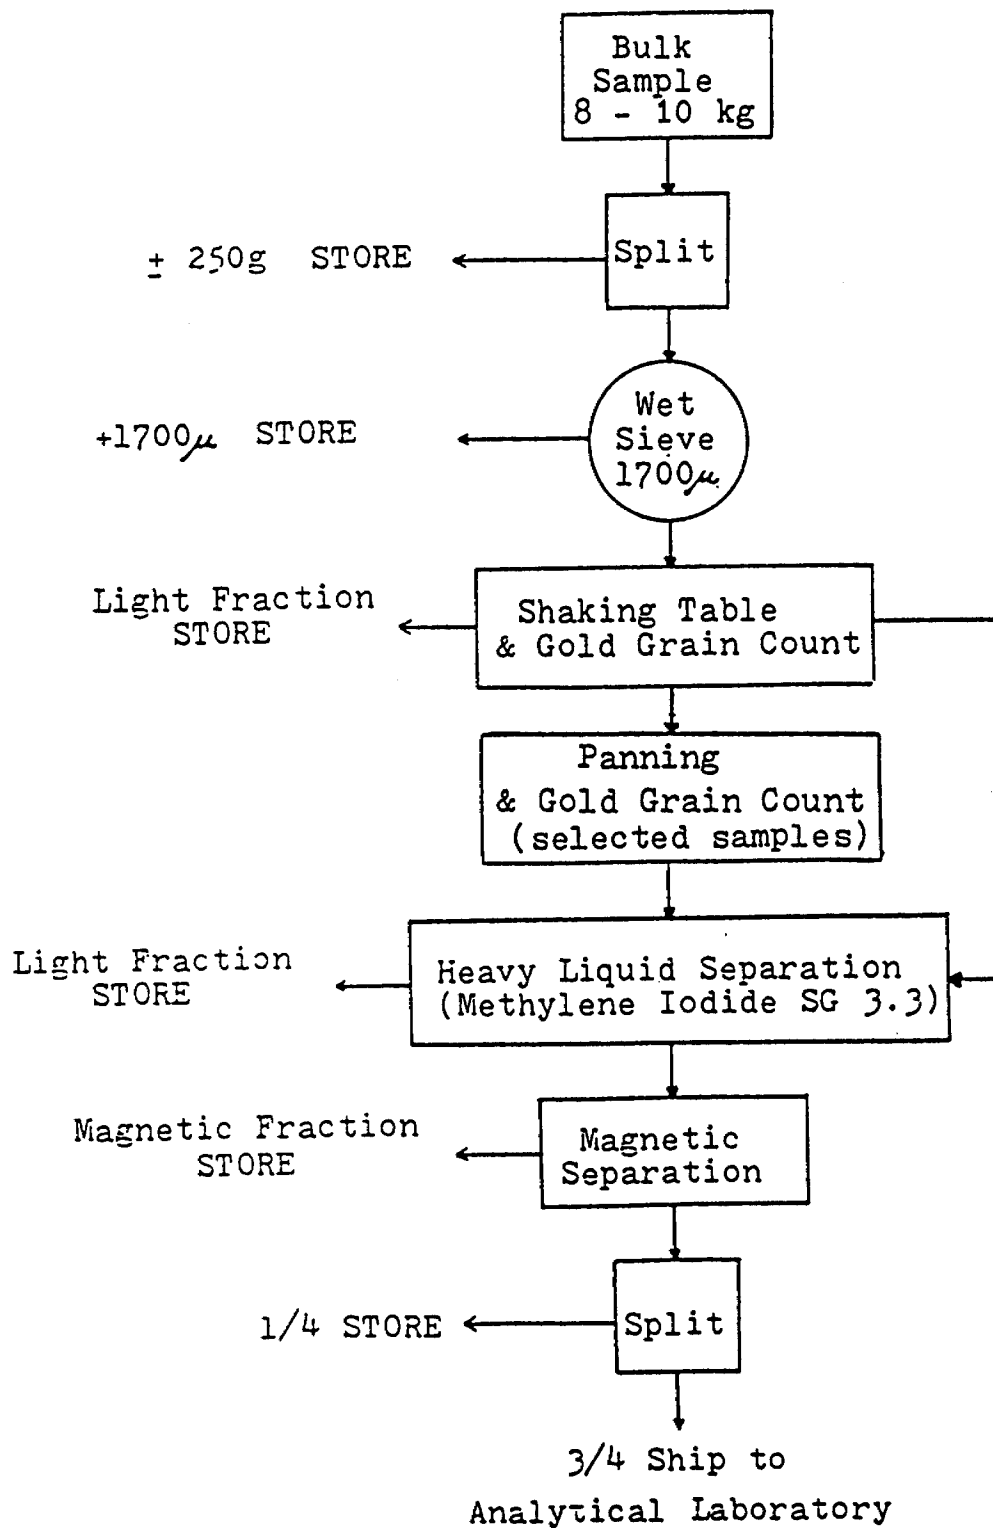 Bulk
Sample
8 - 10 kg
Split
± 250g STORE
Wet
Sieve
1700μ
+1700μ STORE
Shaking Table
& Gold Grain Count
Light Fraction
STORE
Panning
& Gold Grain Count
(selected samples)
Heavy Liquid Separation
(Methylene Iodide SG 3.3)
Light Fraction
STORE
Magnetic
Separation
Magnetic Fraction
STORE
Split
1/4 STORE
3/4 Ship to
Analytical Laboratory